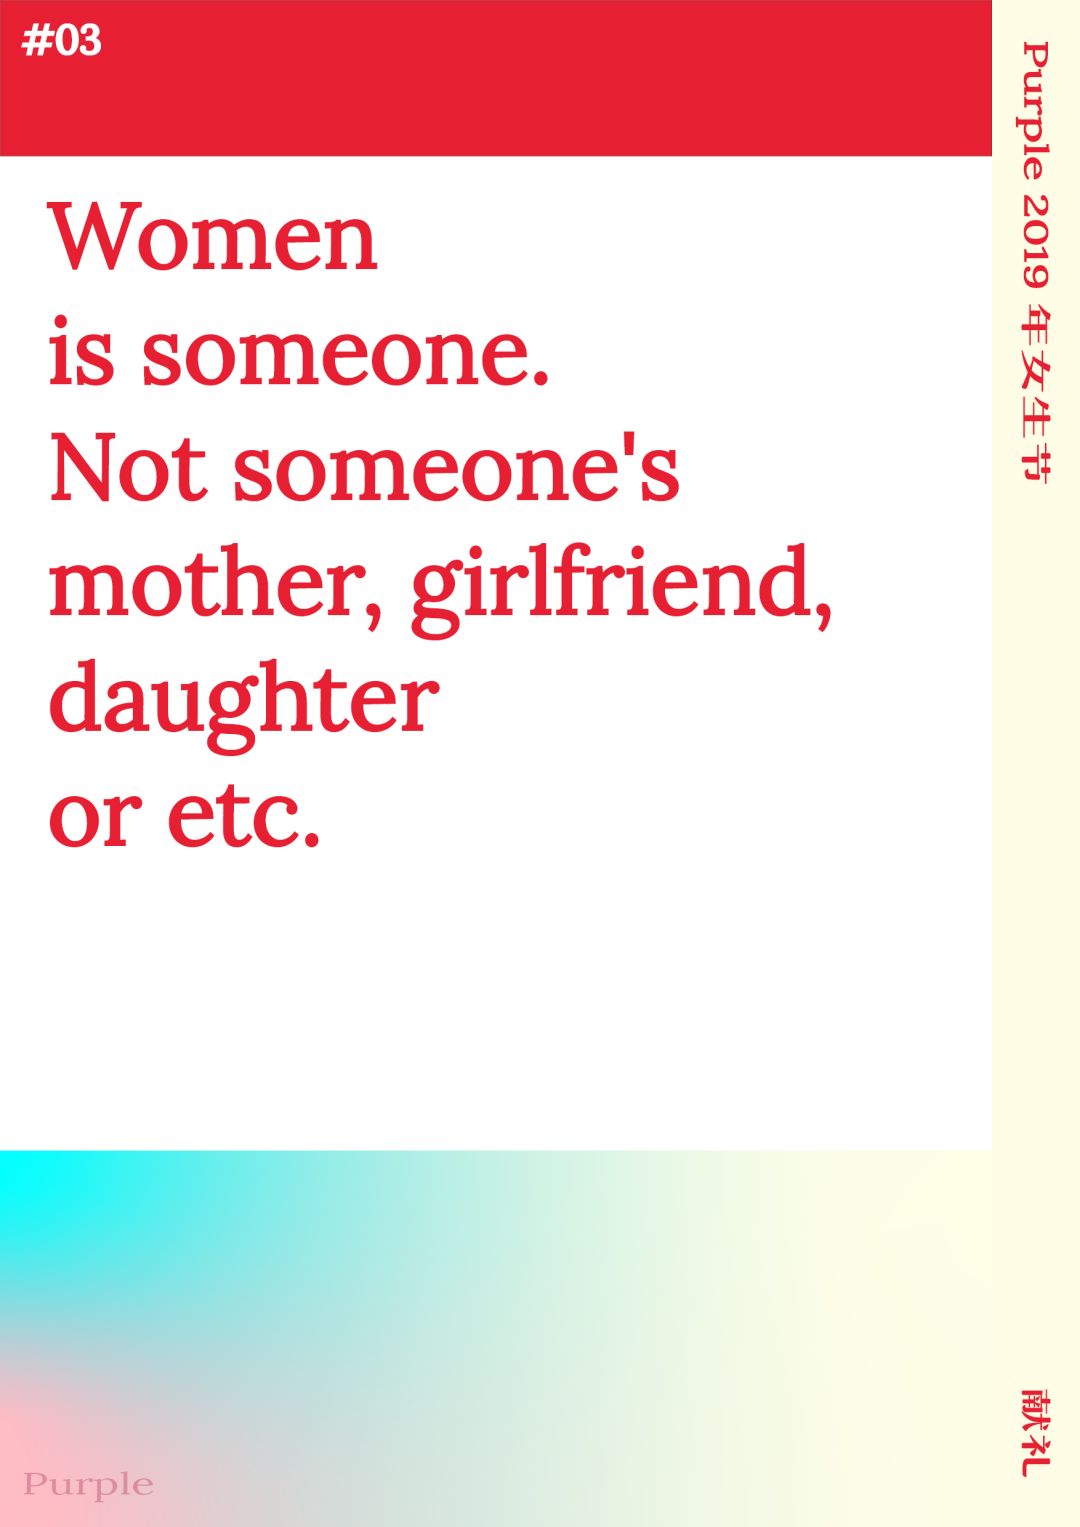 #03
Women
is someone.
Not someone's
mother, girlfriend,
daughter
or etc.
Purple 2019 年女生节
献礼
Purple